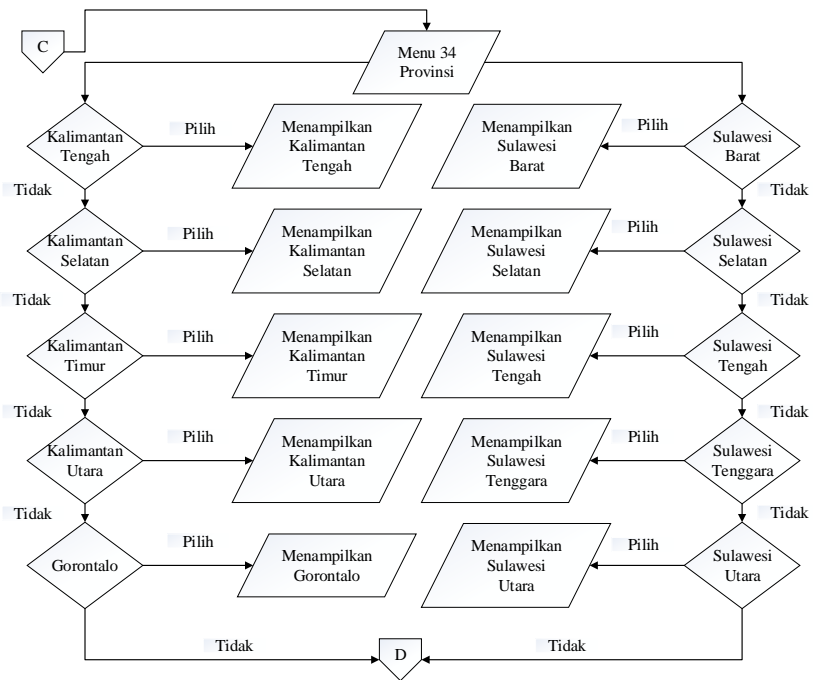 C
Menu 34
Provinsi
Kalimantan
Tengah
Pilih
Menampilkan
Kalimantan
Tengah
Menampilkan
Sulawesi
Barat
Pilih
Sulawesi
Barat
Tidak
Tidak
Kalimantan
Selatan
Pilih
Menampilkan
Kalimantan
Selatan
Menampilkan
Sulawesi
Selatan
Pilih
Sulawesi
Selatan
Tidak
Tidak
Kalimantan
Timur
Pilih
Menampilkan
Kalimantan
Timur
Menampilkan
Sulawesi
Tengah
Pilih
Sulawesi
Tengah
Tidak
Tidak
Kalimantan
Utara
Pilih
Menampilkan
Kalimantan
Utara
Menampilkan
Sulawesi
Tenggara
Pilih
Sulawesi
Tenggara
Tidak
Tidak
Gorontalo
Pilih
Menampilkan
Gorontalo
Menampilkan
Sulawesi
Utara
Pilih
Sulawesi
Utara
Tidak
D
Tidak